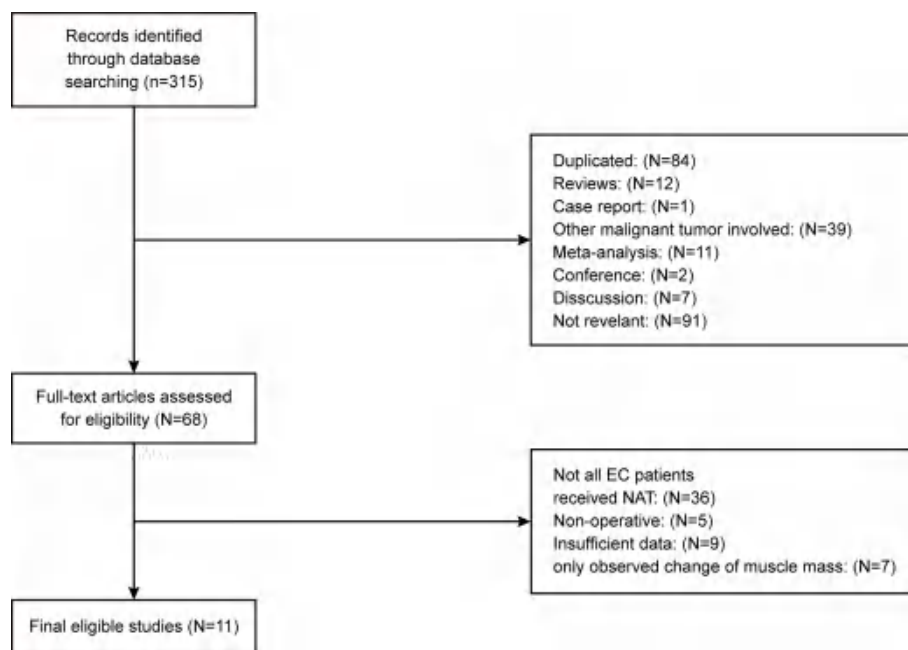 Records identified
through database
searching (n=315)
Duplicated: (N=84)
Reviews: (N=12)
Case report: (N=1)
Other malignant tumor involved: (N=39)
Meta-analysis: (N=11)
Conference: (N=2)
Disscussion: (N=7)
Not revelant: (N=91)
Full-text articles assessed
for eligibility (N=68)
Not all EC patients
received NAT: (N=36)
Non-operative: (N=5)
Insufficient data: (N=9)
only observed change of muscle mass: (N=7)
Final eligible studies (N=11)